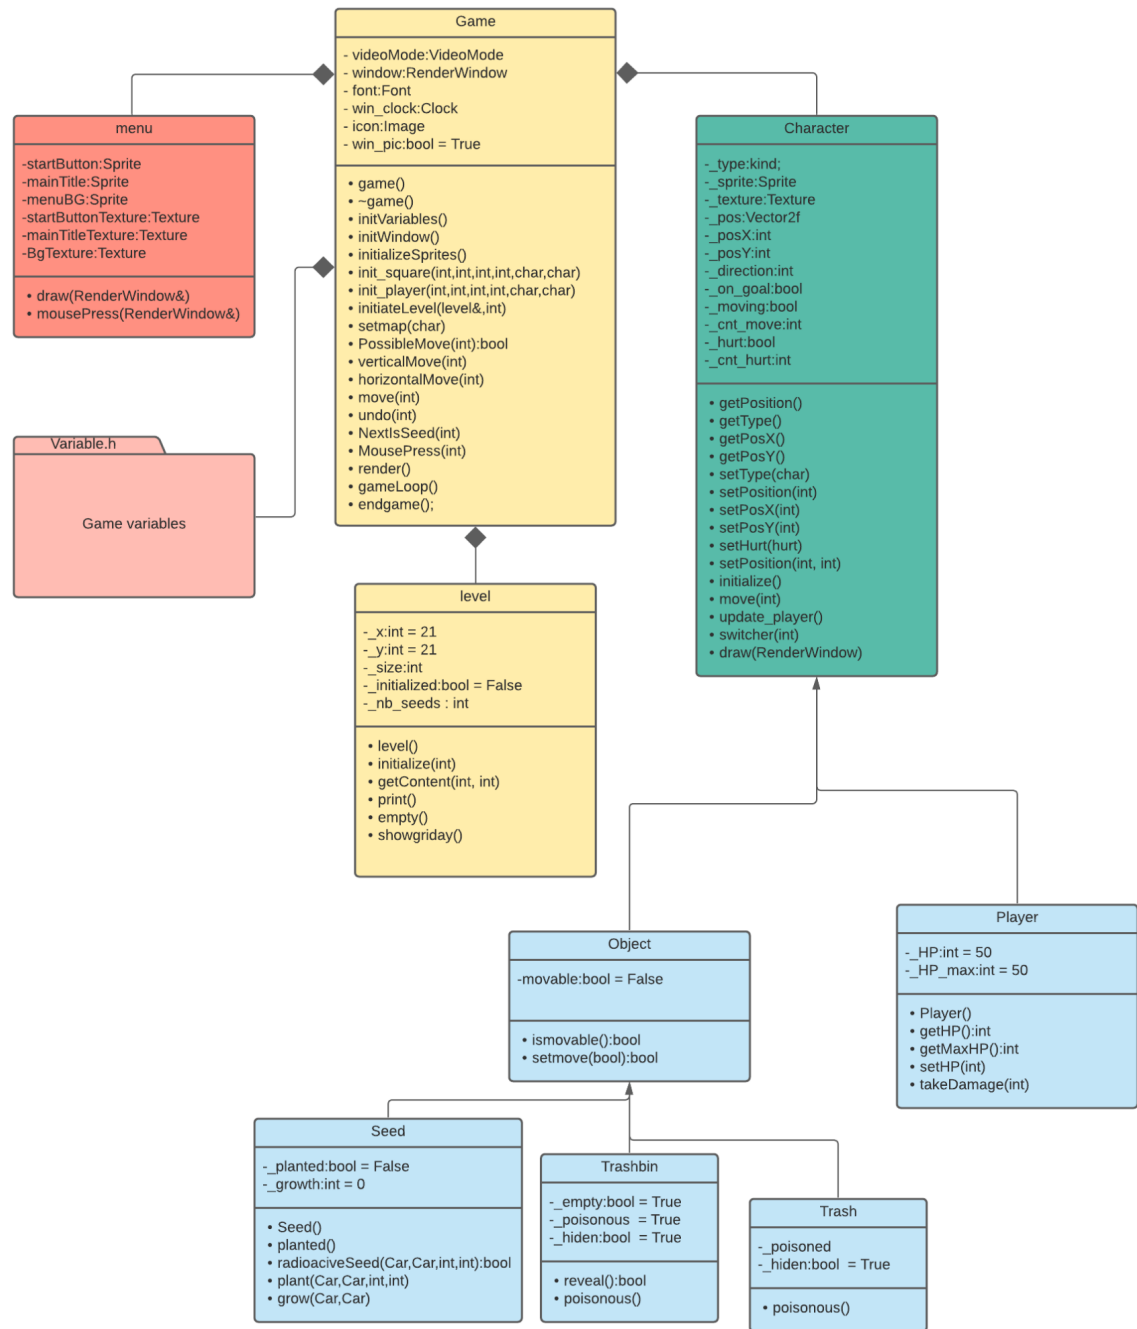 Game
- videoMode:VideoMode
- window:RenderWindow
- font:Font
- win_clock:Clock
- icon:Image
- win_pic:bool = True
• game()
• ~game()
• initVariables()
• initWindow()
• initializeSprites()
• init_square(int,int,int,int,char,char)
• init_player(int,int,int,int,char,char)
• initiateLevel(level&,int)
• setmap(char)
• PossibleMove(int):bool
• verticalMove(int)
• horizontalMove(int)
• move(int)
• undo(int)
• NextIsSeed(int)
• MousePress(int)
• render()
• gameLoop()
• endgame();
menu
-startButton:Sprite
-mainTitle:Sprite
-menuBG:Sprite
-startButtonTexture:Texture
-mainTitleTexture:Texture
-BgTexture:Texture
• draw(RenderWindow&)
• mousePress(RenderWindow&)
Character
-_type:kind;
-_sprite:Sprite
-_texture:Texture
-_pos:Vector2f
-_posX:int
-_posY:int
-_direction:int
-_on_goal:bool
-_moving:bool
-_cnt_move:int
-_hurt:bool
-_cnt_hurt:int
• getPosition()
• getType()
• getPosX()
• getPosY()
• setType(char)
• setPosition(int)
• setPosX(int)
• setPosY(int)
• setHurt(hurt)
• setPosition(int, int)
• initialize()
• move(int)
• update_player()
• switcher(int)
• draw(RenderWindow)
Variable.h
Game variables
level
-_x:int = 21
-_y:int = 21
-_size:int
-_initialized:bool = False
-_nb_seeds : int
• level()
• initialize(int)
• getContent(int, int)
• print()
• empty()
• showgriday()
Object
-movable:bool = False
• ismovable():bool
• setmove(bool):bool
Player
-_HP:int = 50
-_HP_max:int = 50
• Player()
• getHP():int
• getMaxHP():int
• setHP(int)
• takeDamage(int)
Seed
-_planted:bool = False
-_growth:int = 0
• Seed()
• planted()
• radioaciveSeed(Car,Car,int,int):bool
• plant(Car,Car,int,int)
• grow(Car,Car)
Trashbin
-_empty:bool = True
-_poisonous = True
-_hiden:bool = True
• reveal():bool
• poisonous()
Trash
-_poisoned
-_hiden:bool = True
• poisonous()